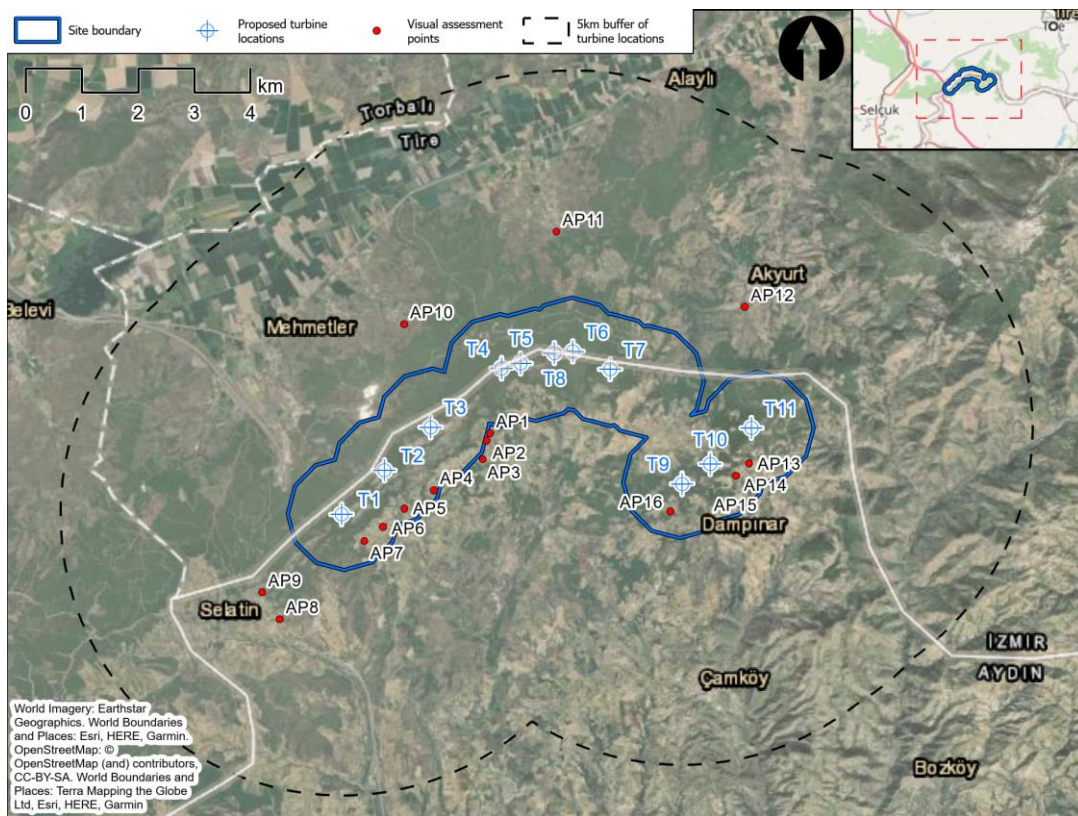 Site boundary
Proposed turbine
locations
Visual assessment
points
5km buffer of
turbine locations
Tire
Selçuk
0 1 2 3 4 km
Alaylı
Torbalı
Tire
AP11
Akyurt
AP12
Belevi
Mehmetler
AP10
T4
T5
T6
T8
T7
T3
AP1
AP2
AP3
T11
T10
T2
T9
AP4
AP13
AP14
AP15
AP16
T1
AP5
AP6
AP7
Dampınar
AP9
Selatin
AP8
İZMİR
AYDIN
Çamköy
Bozköy
World Imagery: Earthstar
Geographics. World Boundaries
and Places: Esri, HERE, Garmin.
OpenStreetMap: ©
OpenStreetMap (and) contributors,
CC-BY-SA. World Boundaries and
Places: Terra Mapping the Globe
Ltd, Esri, HERE, Garmin